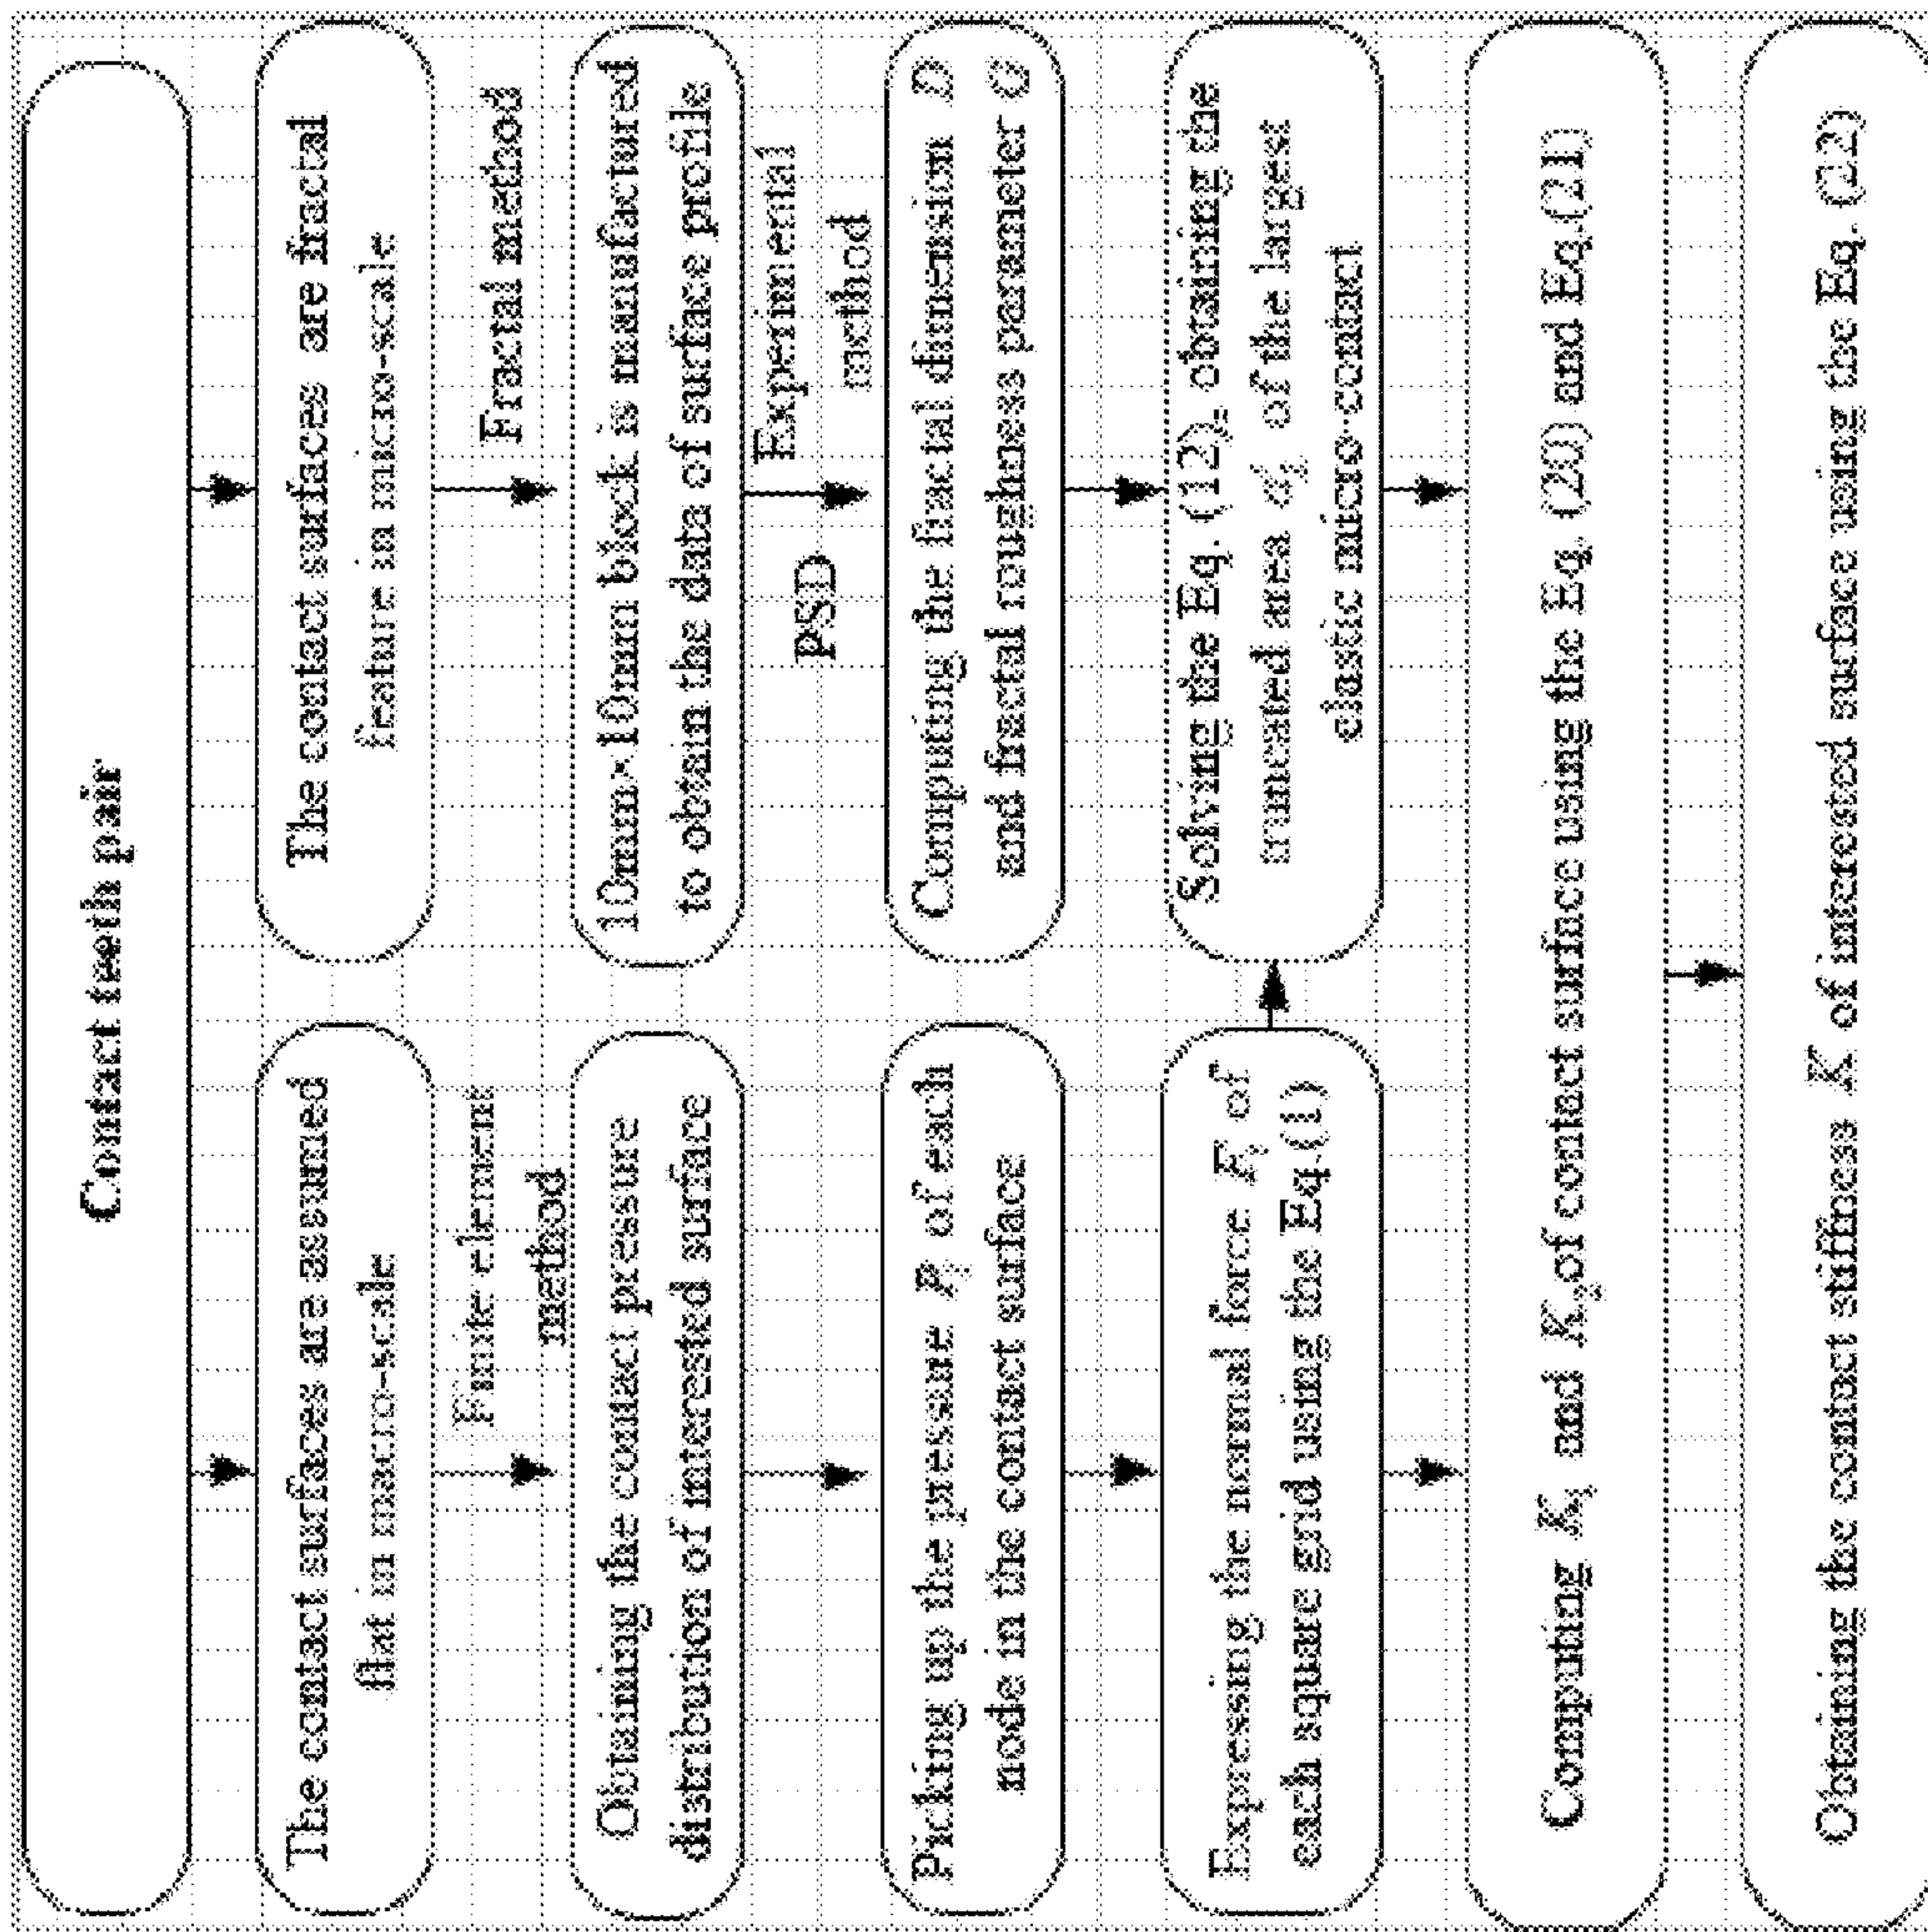 Contact teeth pair
The contact surfaces are assumed
flat in macro-scale
Finite element
method
Obtaining the contact pressure
distribution of interested surface
Picking up the pressure P_i of each
node in the contact surface
Expressing the normal force F_i of
each square grid using the Eq.(1)
The contact surfaces are fractal
feature in micro-scale
Fractal method
10mm×10mm block is manufactured
to obtain the data of surface profile
PSD
Experimental
method
Computing the fractal dimension D
and fractal roughness parameter G
Solving the Eq. (12), obtaining the
truncated area of the largest
elastic micro-contact
Computing K_1 and K_2 of contact surface using the Eq. (20) and Eq.(21)
Obtaining the contact stiffness K of interested surface using the Eq. (22)